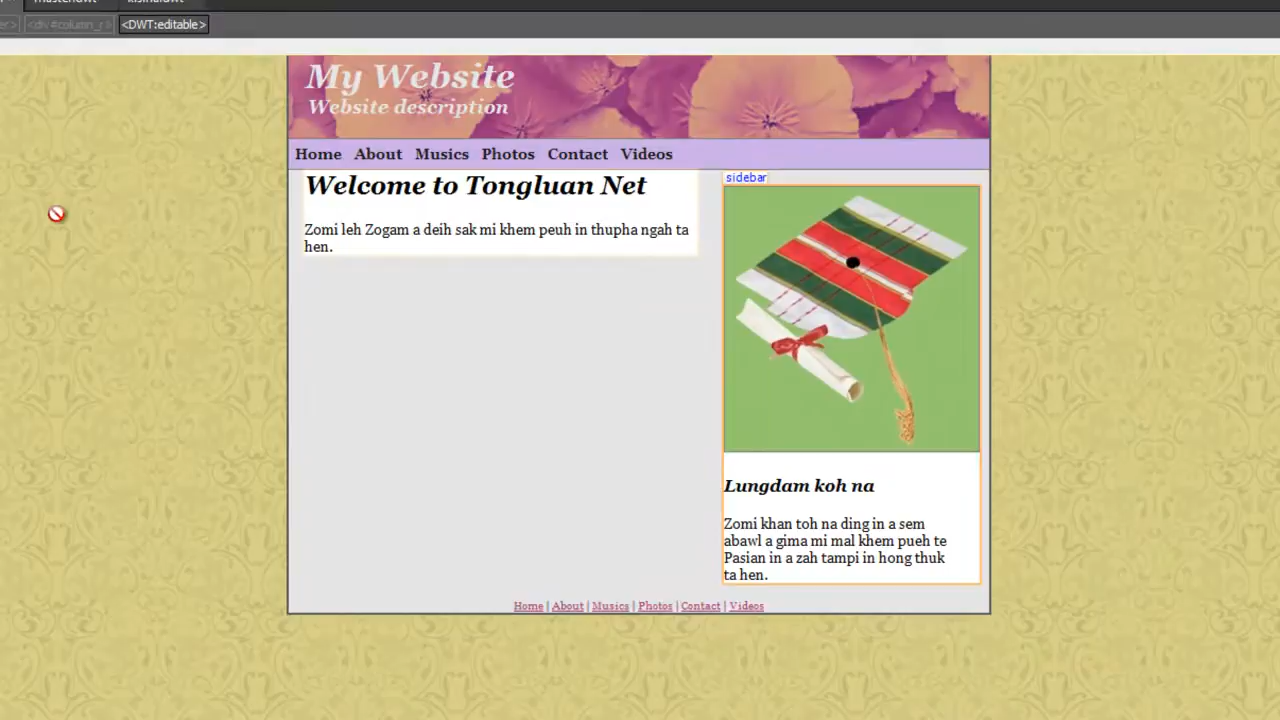 <div#column_r>
<DWT:editable>
My Website
Website description
Home About Musics Photos Contact Videos
Welcome to Tongluan Net
Zomi leh Zogam a deih sak mi khem peuh in thupha ngah ta
hen.
sidebar
Lungdam koh na
Zomi khan toh na ding in a sem
abawl a gima mi mal khem pueh te
Pasian in a zah tampi in hong thuk
ta hen.
Home | About | Musics | Photos | Contact | Videos